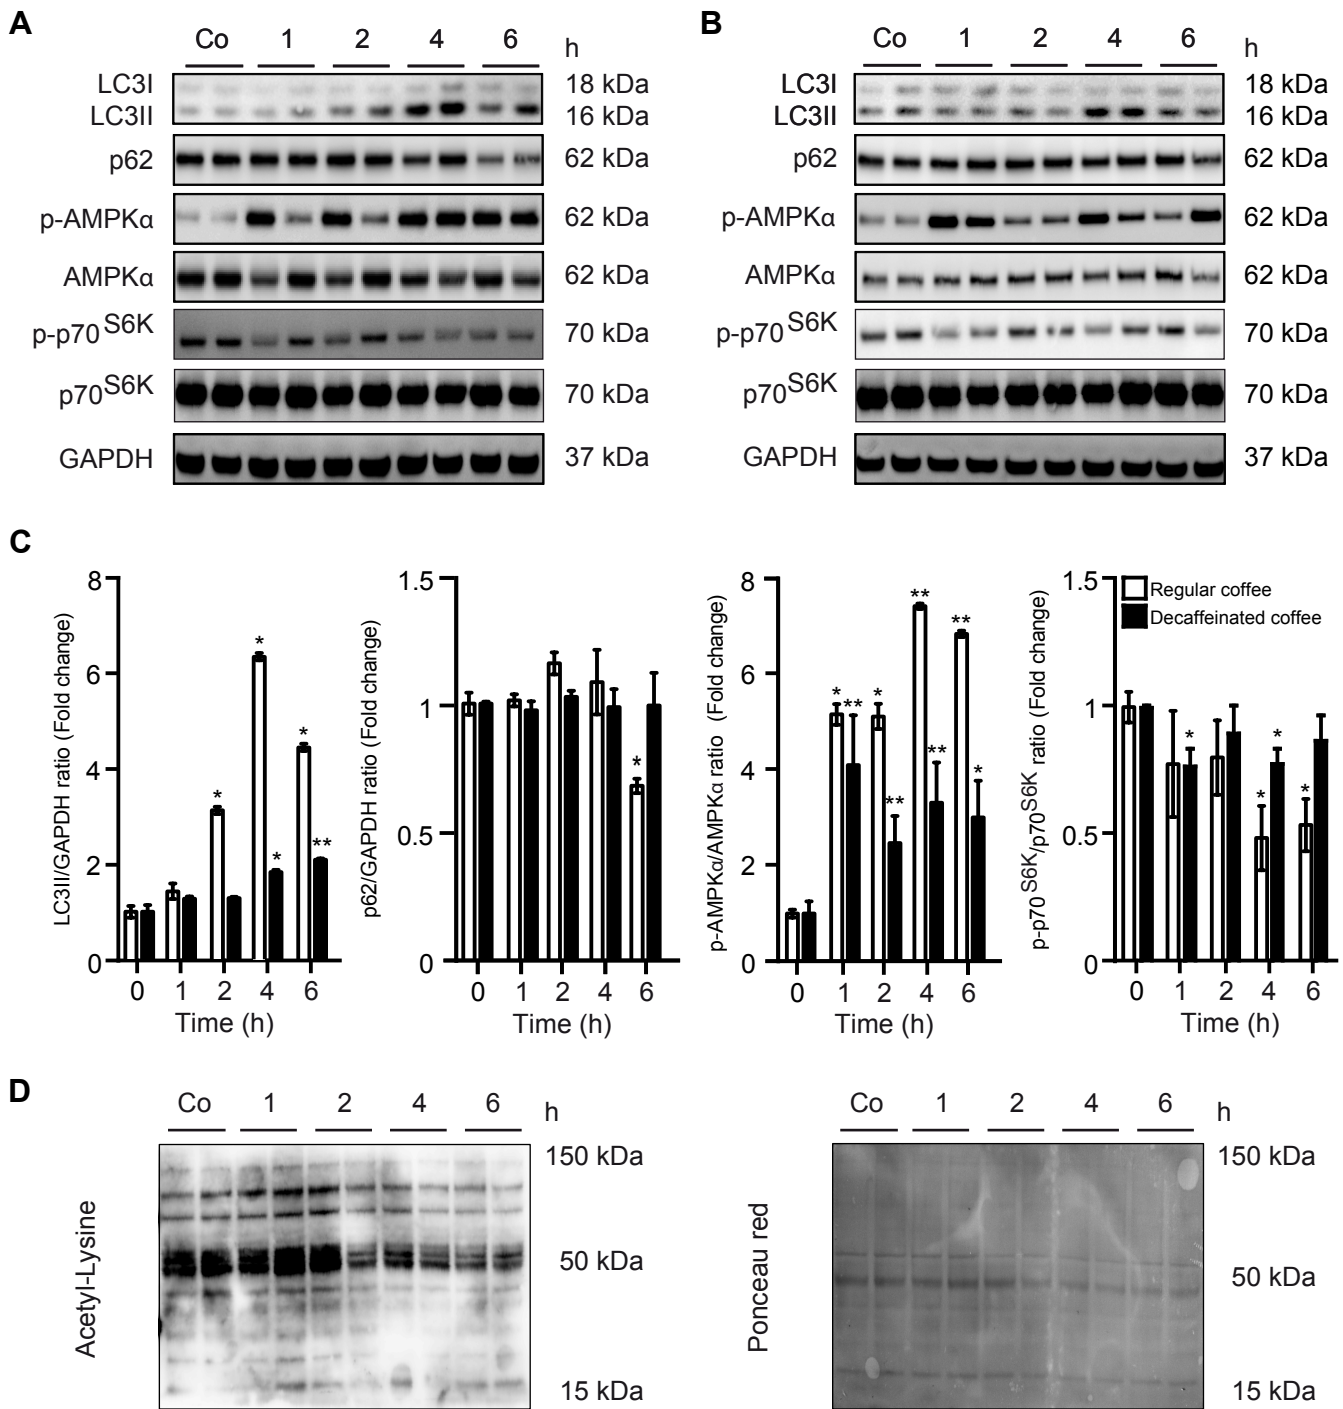 A
Co 1 2 4 6 h
LC3I 18 kDa
LC3II 16 kDa
p62 62 kDa
p-AMPKα 62 kDa
AMPKα 62 kDa
p-p70S6K 70 kDa
p70S6K 70 kDa
GAPDH 37 kDa
B
Co 1 2 4 6 h
LC3I 18 kDa
LC3II 16 kDa
p62 62 kDa
p-AMPKα 62 kDa
AMPKα 62 kDa
p-p70S6K 70 kDa
p70S6K 70 kDa
GAPDH 37 kDa
C
LC3II/GAPDH ratio (Fold change)
8
6
4
2
0
* * * * **
0 1 2 4 6
Time (h)
p62/GAPDH ratio (Fold change)
1.5
1
0.5
0
*
0 1 2 4 6
Time (h)
p-AMPKα/AMPKα ratio (Fold change)
8
6
4
2
0
* ** * ** ** ** ** *
0 1 2 4 6
Time (h)
p-p70S6K/p70S6K ratio (Fold change)
1.5
1
0.5
0
Regular coffee
Decaffeinated coffee
* * * *
0 1 2 4 6
Time (h)
D
Co 1 2 4 6 h
Acetyl-Lysine
150 kDa
50 kDa
15 kDa
Co 1 2 4 6 h
Ponceau red
150 kDa
50 kDa
15 kDa